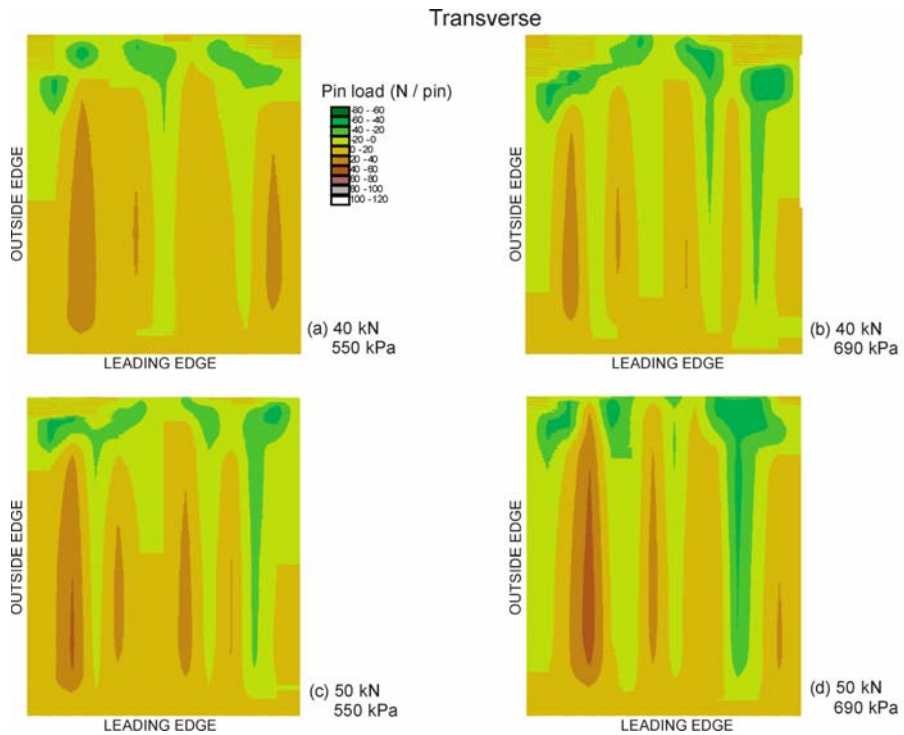 Transverse
OUTSIDE EDGE
LEADING EDGE
(a) 40 kN
550 kPa
Pin load (N / pin)
-80 - -60
-60 - -40
-40 - -20
-20 - 0
0 - 20
20 - 40
40 - 60
60 - 80
80 - 100
100 - 120
OUTSIDE EDGE
LEADING EDGE
(b) 40 kN
690 kPa
OUTSIDE EDGE
LEADING EDGE
(c) 50 kN
550 kPa
OUTSIDE EDGE
LEADING EDGE
(d) 50 kN
690 kPa